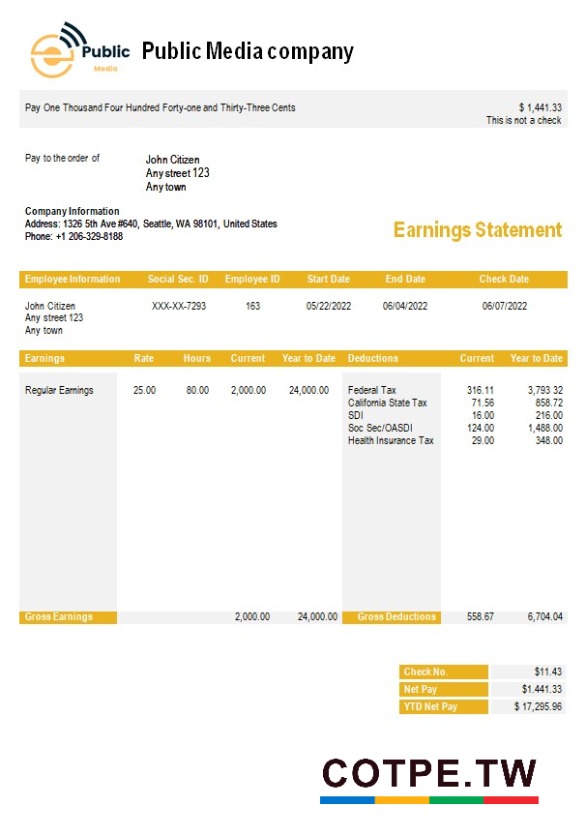 Public
Media
Public Media company
Pay One Thousand Four Hundred Forty-one and Thirty-Three Cents $ 1,441.33
This is not a check
Pay to the order of John Citizen
Any street 123
Any town
Company Information
Address: 1326 5th Ave #640, Seattle, WA 98101, United States
Phone: +1 206-329-8188
Earnings Statement
Employee Information Social Sec. ID Employee ID Start Date End Date Check Date
John Citizen XXX-XX-7293 163 05/22/2022 06/04/2022 06/07/2022
Any street 123
Any town
Earnings Rate Hours Current Year to Date Deductions Current Year to Date
Regular Earnings 25.00 80.00 2,000.00 24,000.00 Federal Tax 316.11 3,793 32
California State Tax 71.56 858.72
SDI 16.00 216.00
Soc Sec/OASDI 124.00 1,488.00
Health Insurance Tax 29.00 348.00
Gross Earnings 2,000.00 24,000.00 Gross Deductions 558.67 6,704.04
Check No. $11.43
Net Pay $1.441.33
YTD Net Pay $ 17,295.96
COTPE.TW